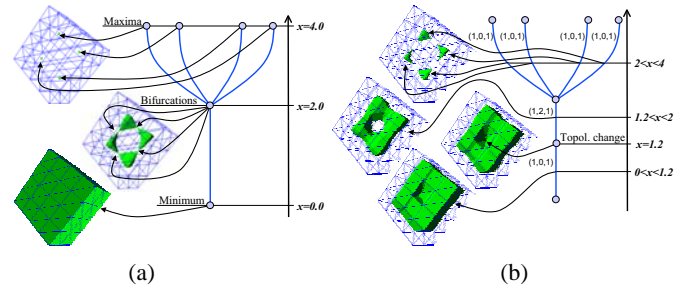 Maxima
x=4.0
Bifurcations
x=2.0
Minimum
x=0.0
(a)
(1,0,1) (1,0,1) (1,0,1) (1,0,1)
2<x<4
(1,2,1)
1.2<x<2
Topol. change
x=1.2
(1,0,1)
0<x<1.2
(b)